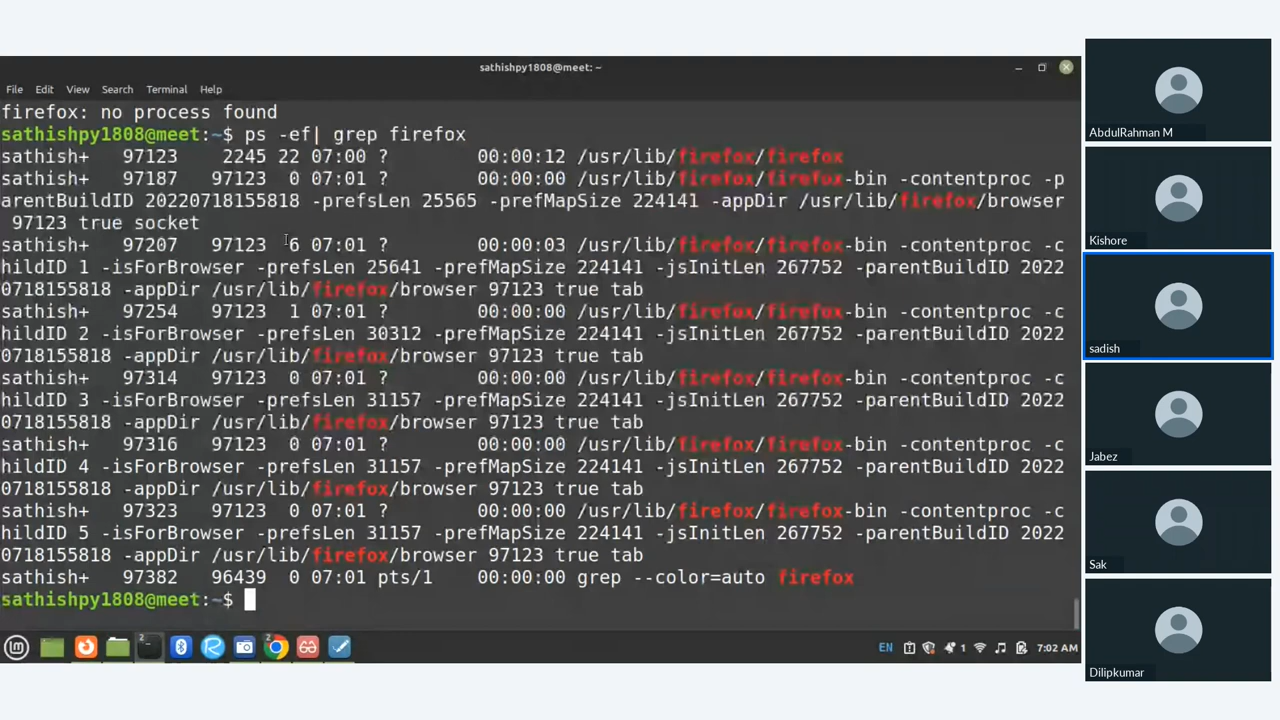 sathishpy1808@meet: ~
File Edit View Search Terminal Help
firefox: no process found
sathishpy1808@meet:~$ ps -ef| grep firefox
sathish+   97123    2245 22 07:00 ?        00:00:12 /usr/lib/firefox/firefox
sathish+   97187   97123  0 07:01 ?        00:00:00 /usr/lib/firefox/firefox-bin -contentproc -p
arentBuildID 20220718155818 -prefsLen 25565 -prefMapSize 224141 -appDir /usr/lib/firefox/browser
 97123 true socket
sathish+   97207   97123  6 07:01 ?        00:00:03 /usr/lib/firefox/firefox-bin -contentproc -c
hildID 1 -isForBrowser -prefsLen 25641 -prefMapSize 224141 -jsInitLen 267752 -parentBuildID 2022
0718155818 -appDir /usr/lib/firefox/browser 97123 true tab
sathish+   97254   97123  1 07:01 ?        00:00:00 /usr/lib/firefox/firefox-bin -contentproc -c
hildID 2 -isForBrowser -prefsLen 30312 -prefMapSize 224141 -jsInitLen 267752 -parentBuildID 2022
0718155818 -appDir /usr/lib/firefox/browser 97123 true tab
sathish+   97314   97123  0 07:01 ?        00:00:00 /usr/lib/firefox/firefox-bin -contentproc -c
hildID 3 -isForBrowser -prefsLen 31157 -prefMapSize 224141 -jsInitLen 267752 -parentBuildID 2022
0718155818 -appDir /usr/lib/firefox/browser 97123 true tab
sathish+   97316   97123  0 07:01 ?        00:00:00 /usr/lib/firefox/firefox-bin -contentproc -c
hildID 4 -isForBrowser -prefsLen 31157 -prefMapSize 224141 -jsInitLen 267752 -parentBuildID 2022
0718155818 -appDir /usr/lib/firefox/browser 97123 true tab
sathish+   97323   97123  0 07:01 ?        00:00:00 /usr/lib/firefox/firefox-bin -contentproc -c
hildID 5 -isForBrowser -prefsLen 31157 -prefMapSize 224141 -jsInitLen 267752 -parentBuildID 2022
0718155818 -appDir /usr/lib/firefox/browser 97123 true tab
sathish+   97382   96439  0 07:01 pts/1    00:00:00 grep --color=auto firefox
sathishpy1808@meet:~$
2 2 EN 1 7:02 AM
AbdulRahman M
Kishore
sadish
Jabez
Sak
Dilipkumar